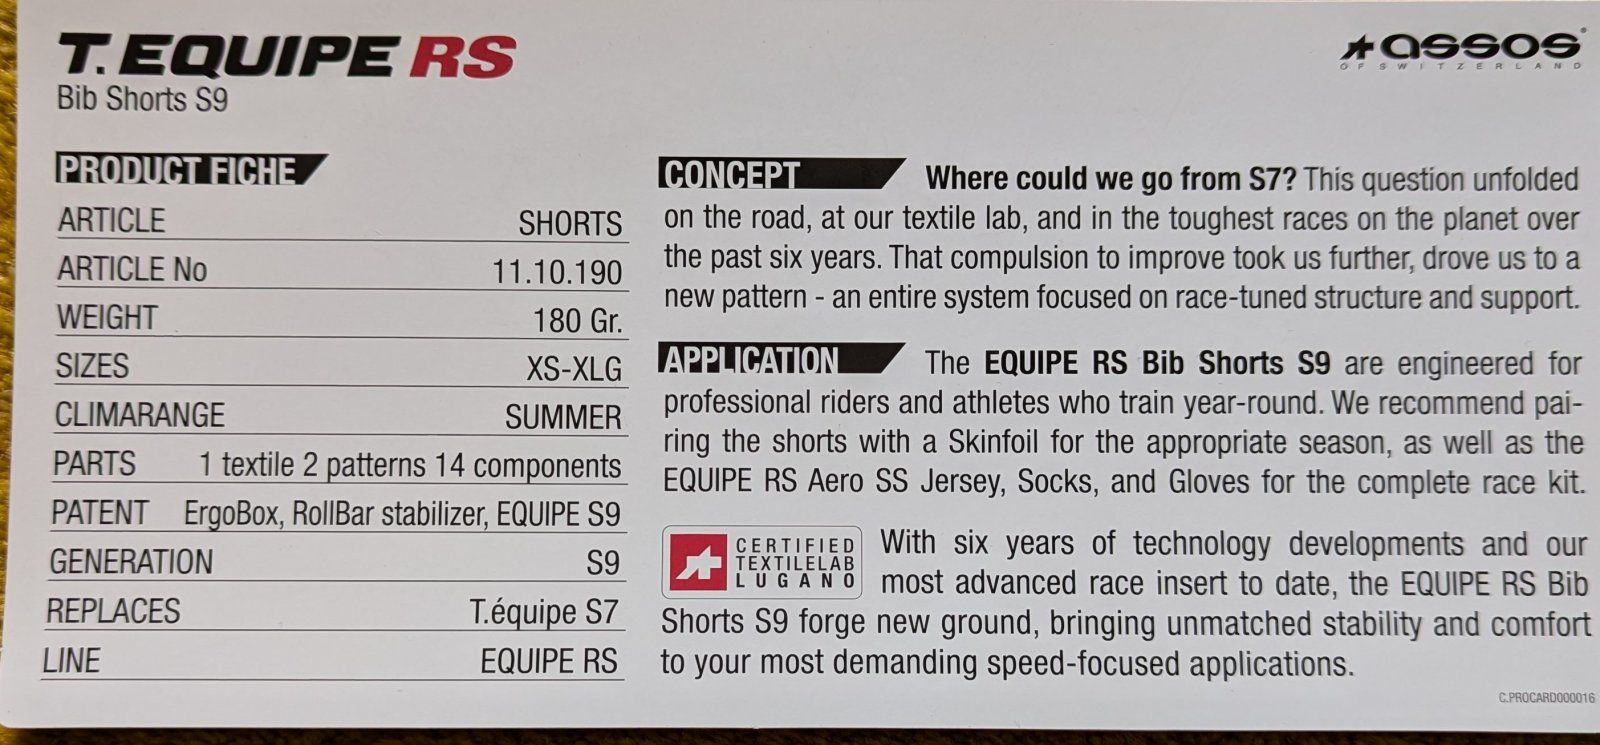 T.EQUIPE RS
Bib Shorts S9
assos
OF SWITZERLAND
PRODUCT FICHE
ARTICLE SHORTS
ARTICLE No 11.10.190
WEIGHT 180 Gr.
SIZES XS-XLG
CLIMARANGE SUMMER
PARTS 1 textile 2 patterns 14 components
PATENT ErgoBox, RollBar stabilizer, EQUIPE S9
GENERATION S9
REPLACES T.équipe S7
LINE EQUIPE RS
CONCEPT Where could we go from S7? This question unfolded
on the road, at our textile lab, and in the toughest races on the planet over
the past six years. That compulsion to improve took us further, drove us to a
new pattern - an entire system focused on race-tuned structure and support.
APPLICATION The EQUIPE RS Bib Shorts S9 are engineered for
professional riders and athletes who train year-round. We recommend pai-
ring the shorts with a Skinfoil for the appropriate season, as well as the
EQUIPE RS Aero SS Jersey, Socks, and Gloves for the complete race kit.
CERTIFIED
TEXTILELAB
LUGANO
With six years of technology developments and our
most advanced race insert to date, the EQUIPE RS Bib
Shorts S9 forge new ground, bringing unmatched stability and comfort
to your most demanding speed-focused applications.
C.PROCARD000016